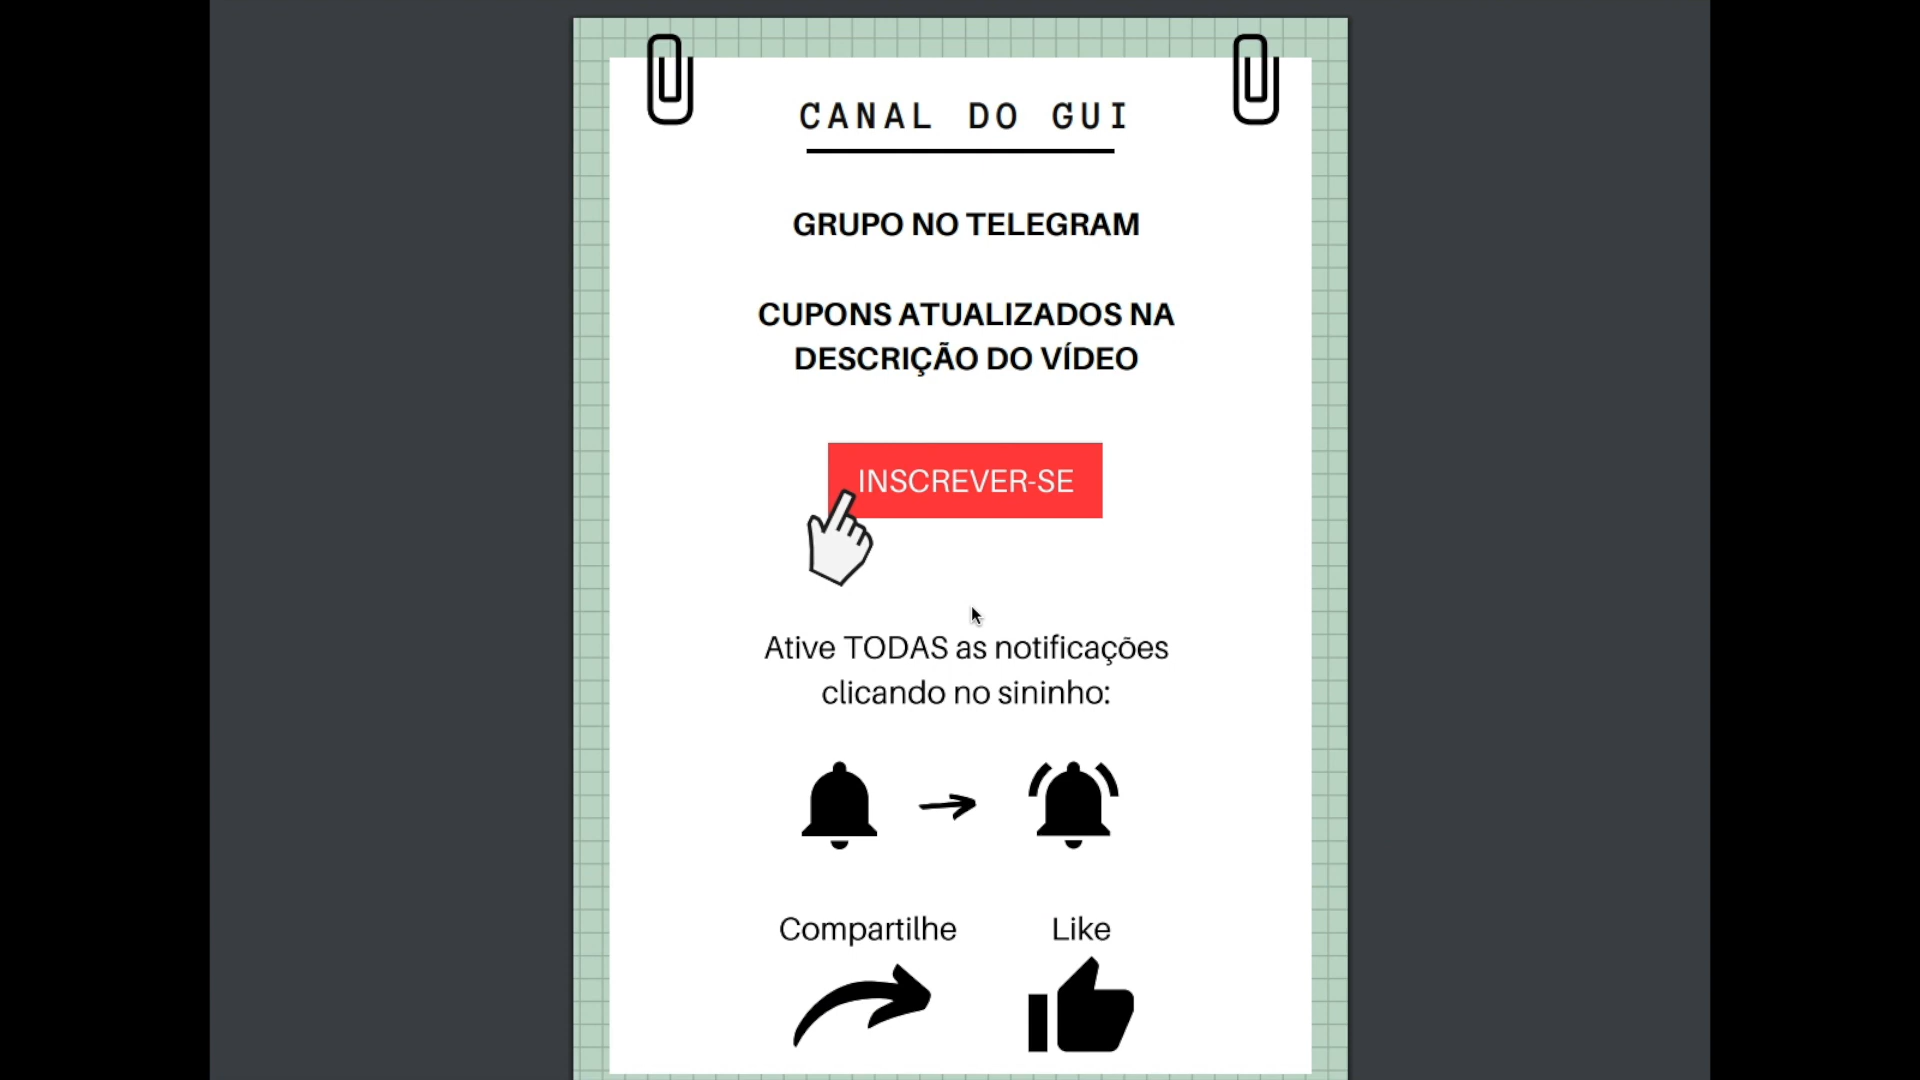 CANAL DO GUI
GRUPO NO TELEGRAM
CUPONS ATUALIZADOS NA
DESCRIÇÃO DO VÍDEO
INSCREVER-SE
Ative TODAS as notificações
clicando no sininho:
Compartilhe
Like